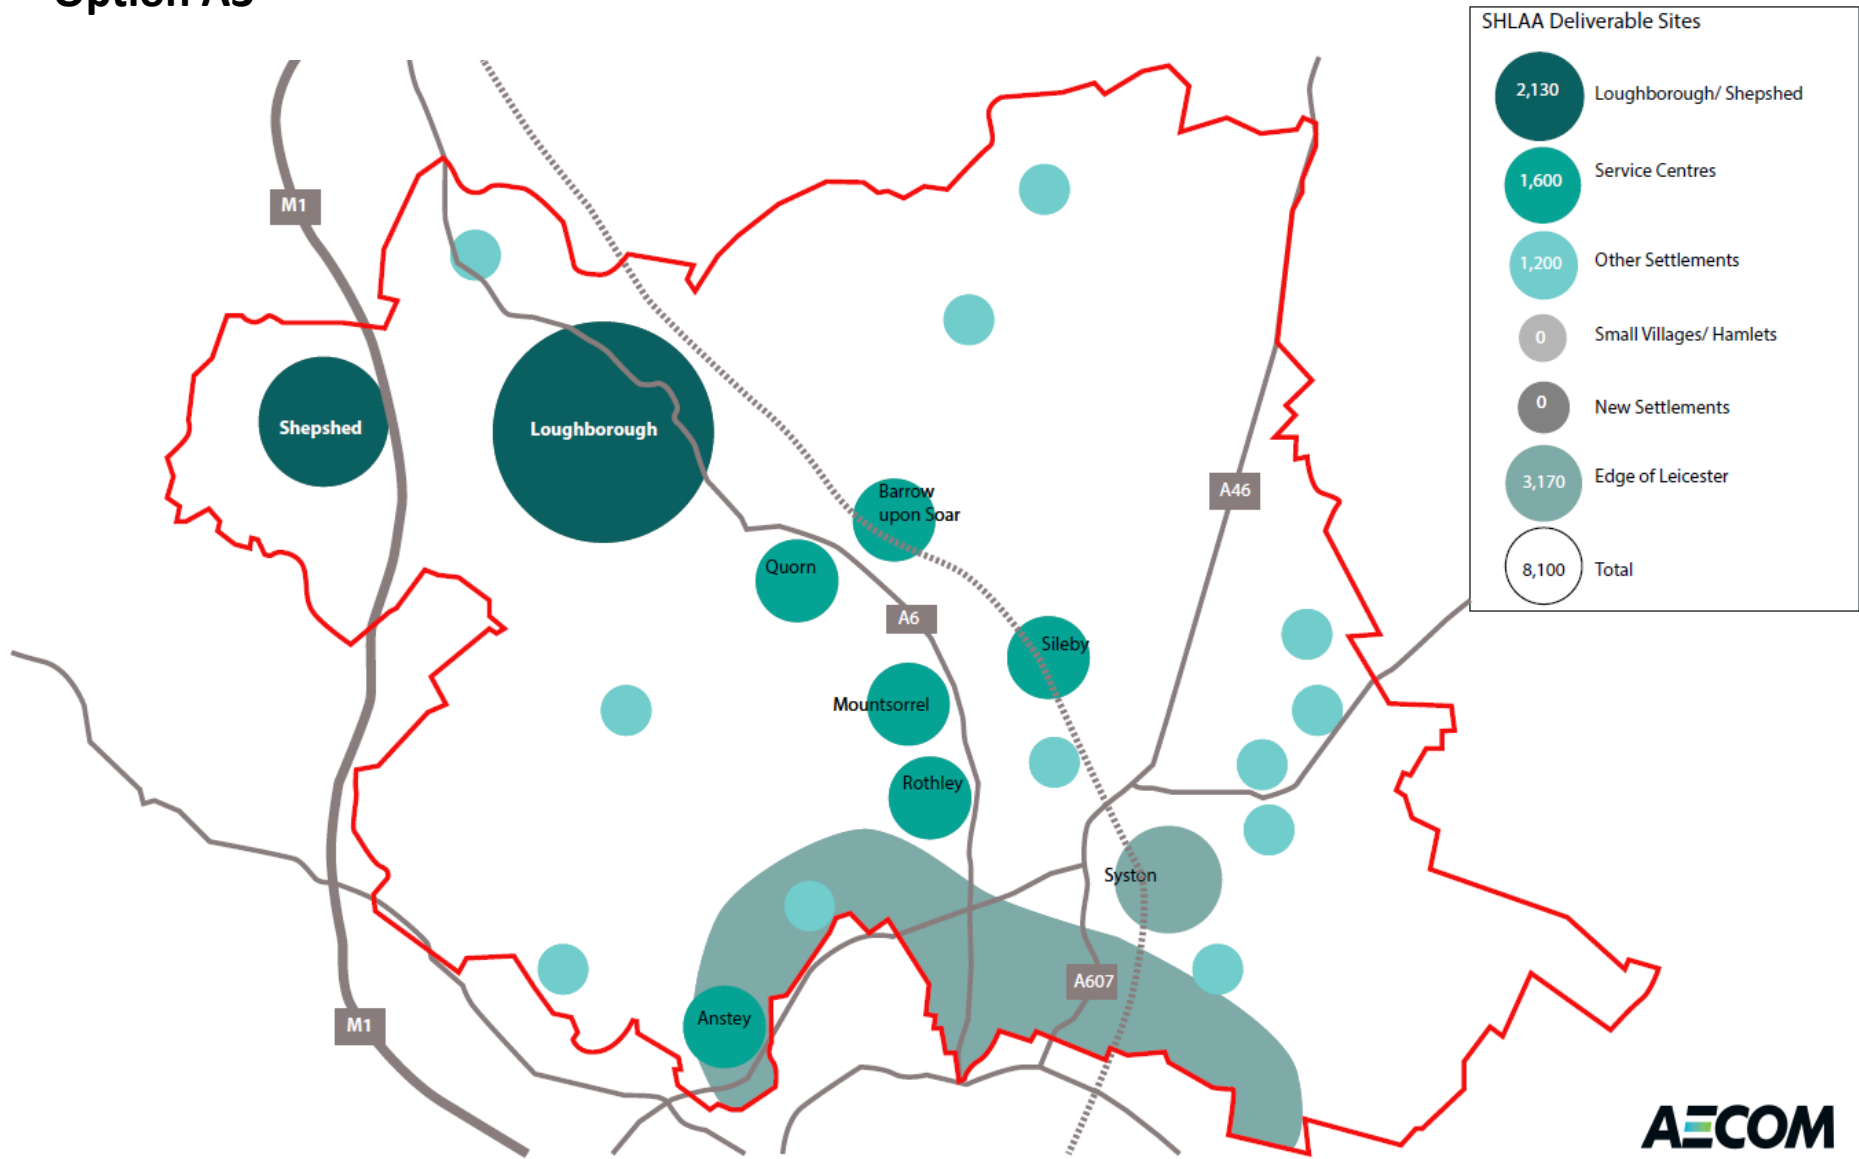 Option A3
SHLAA Deliverable Sites
2,130
Loughborough/ Shepshed
1,600
Service Centres
1,200
Other Settlements
0
Small Villages/ Hamlets
0
New Settlements
3,170
Edge of Leicester
8,100
Total
M1
Shepshed
Loughborough
Barrow
upon Soar
A46
Quorn
A6
Sileby
Mountsorrel
Rothley
Syston
A607
Anstey
M1
AECOM